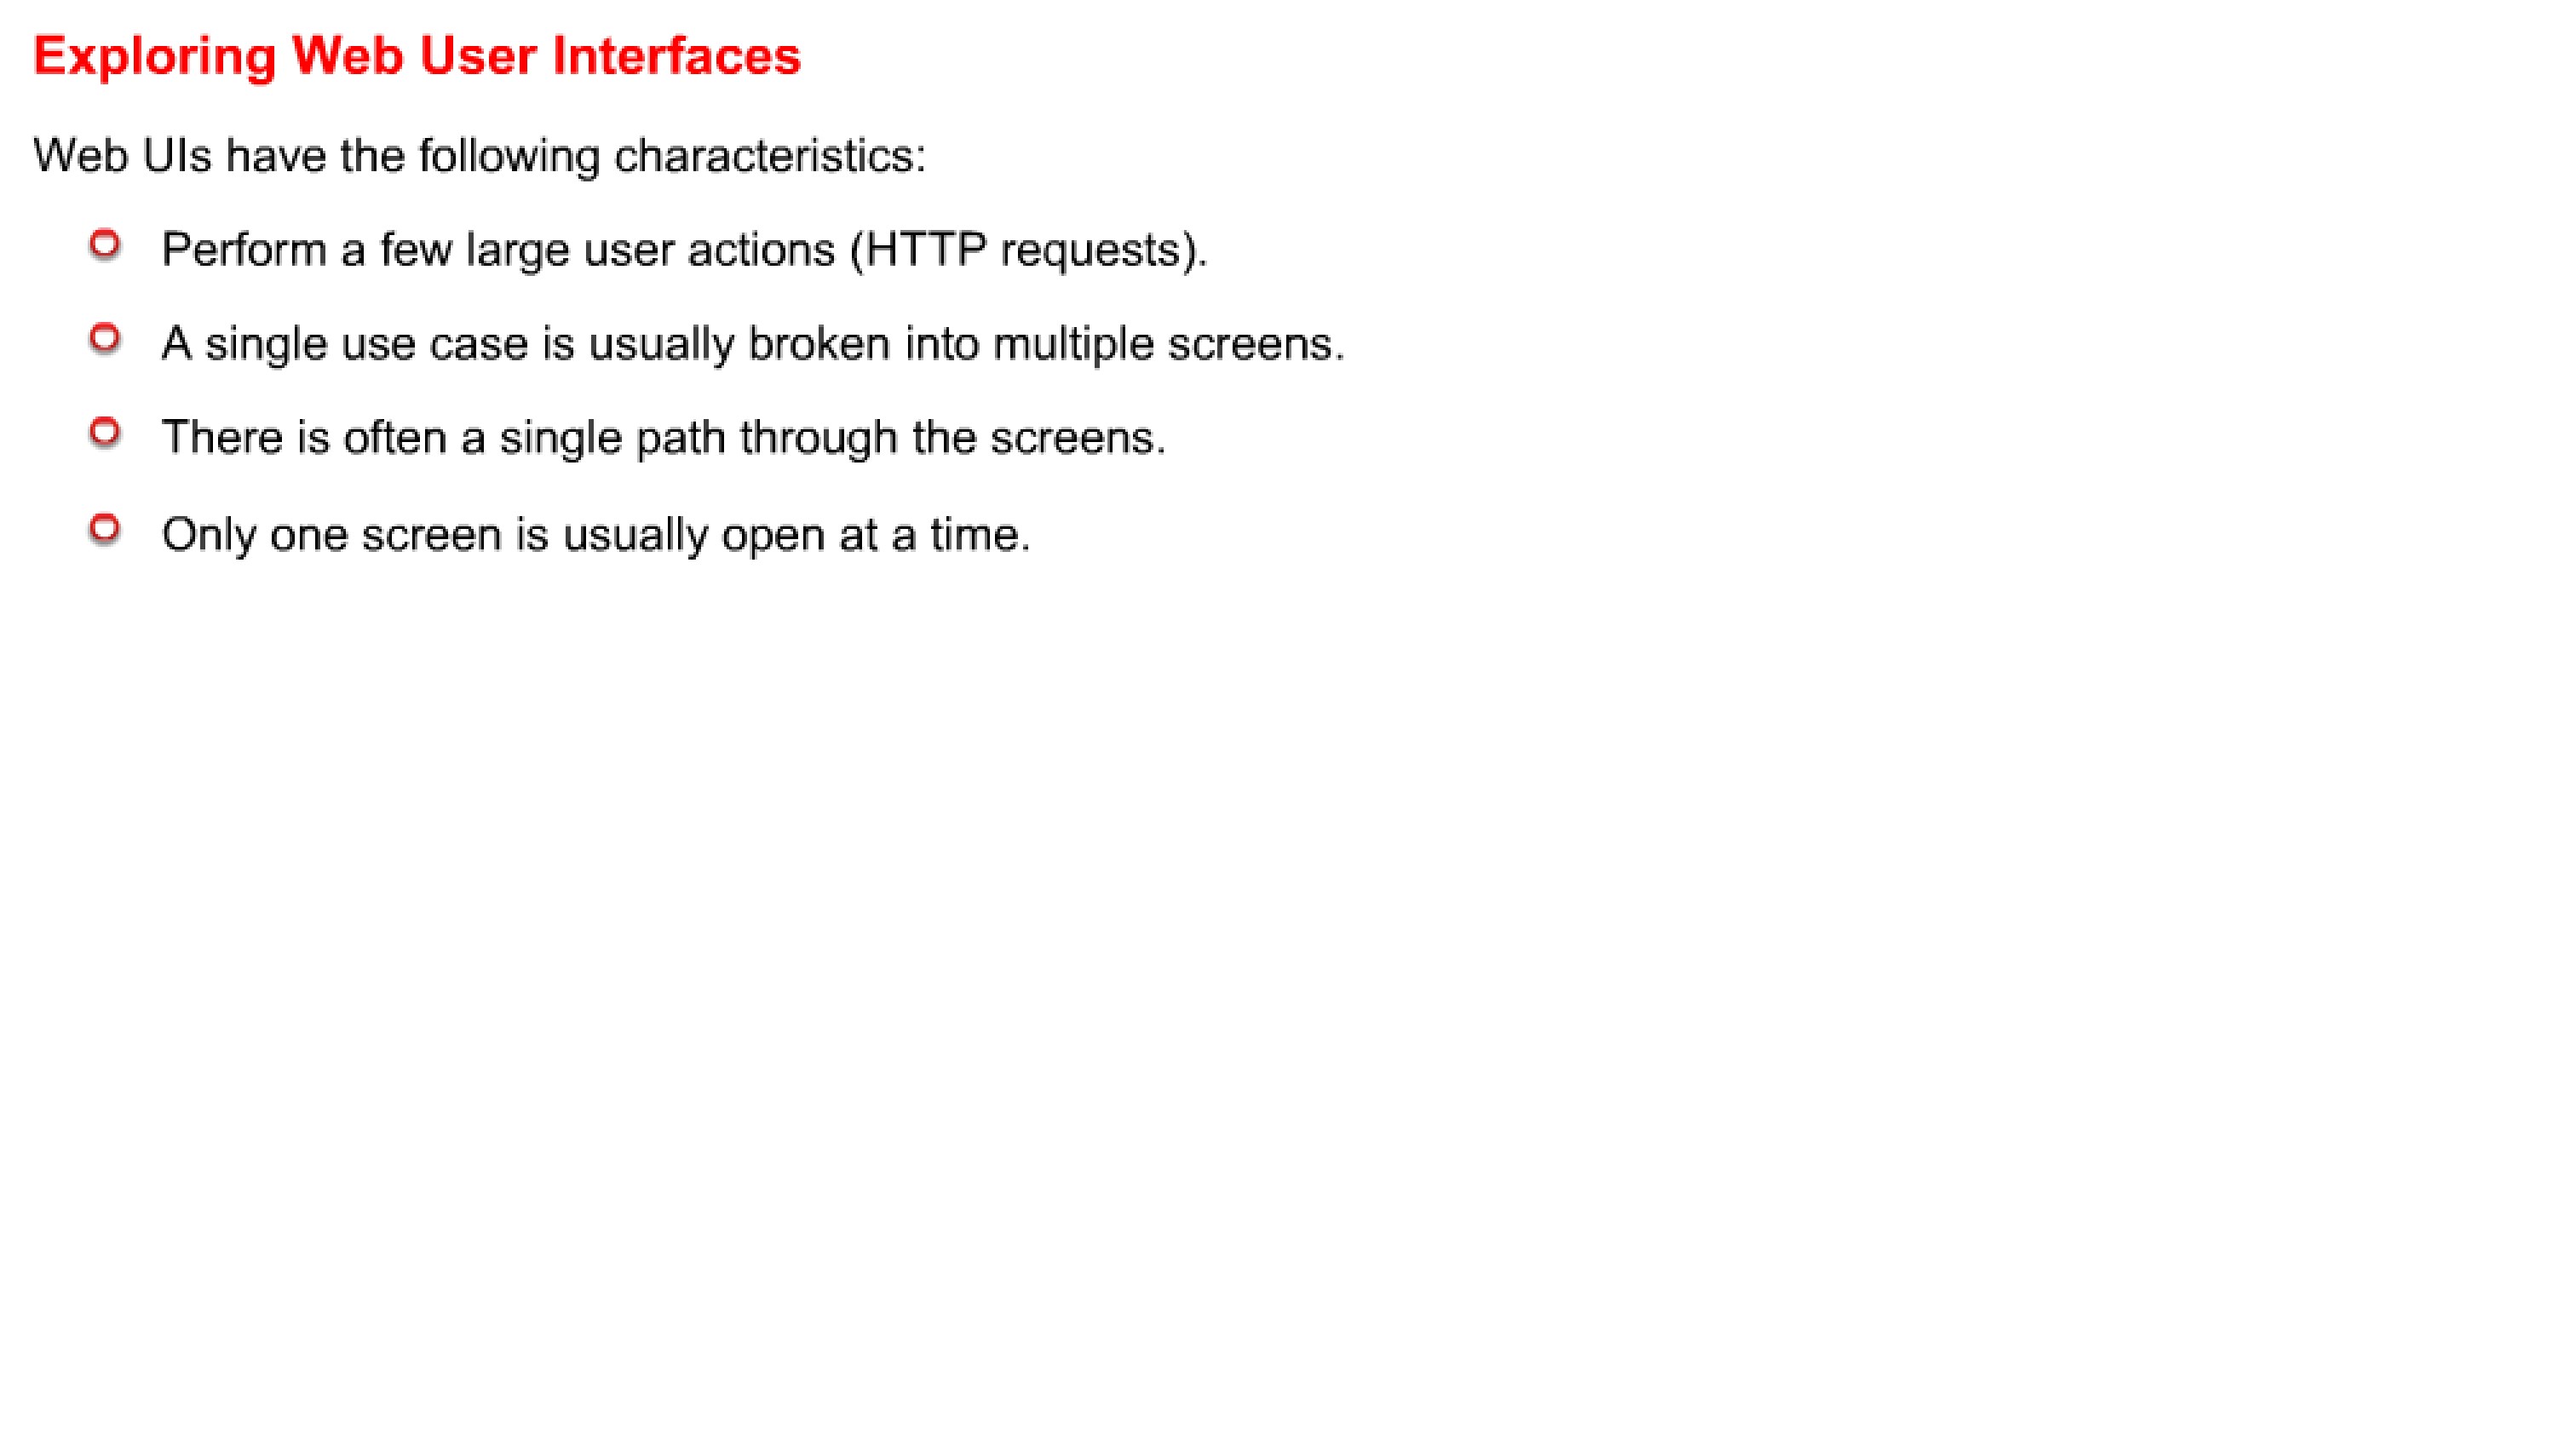 Exploring Web User Interfaces
Web UIs have the following characteristics:
Perform a few large user actions (HTTP requests).
A single use case is usually broken into multiple screens.
There is often a single path through the screens.
Only one screen is usually open at a time.